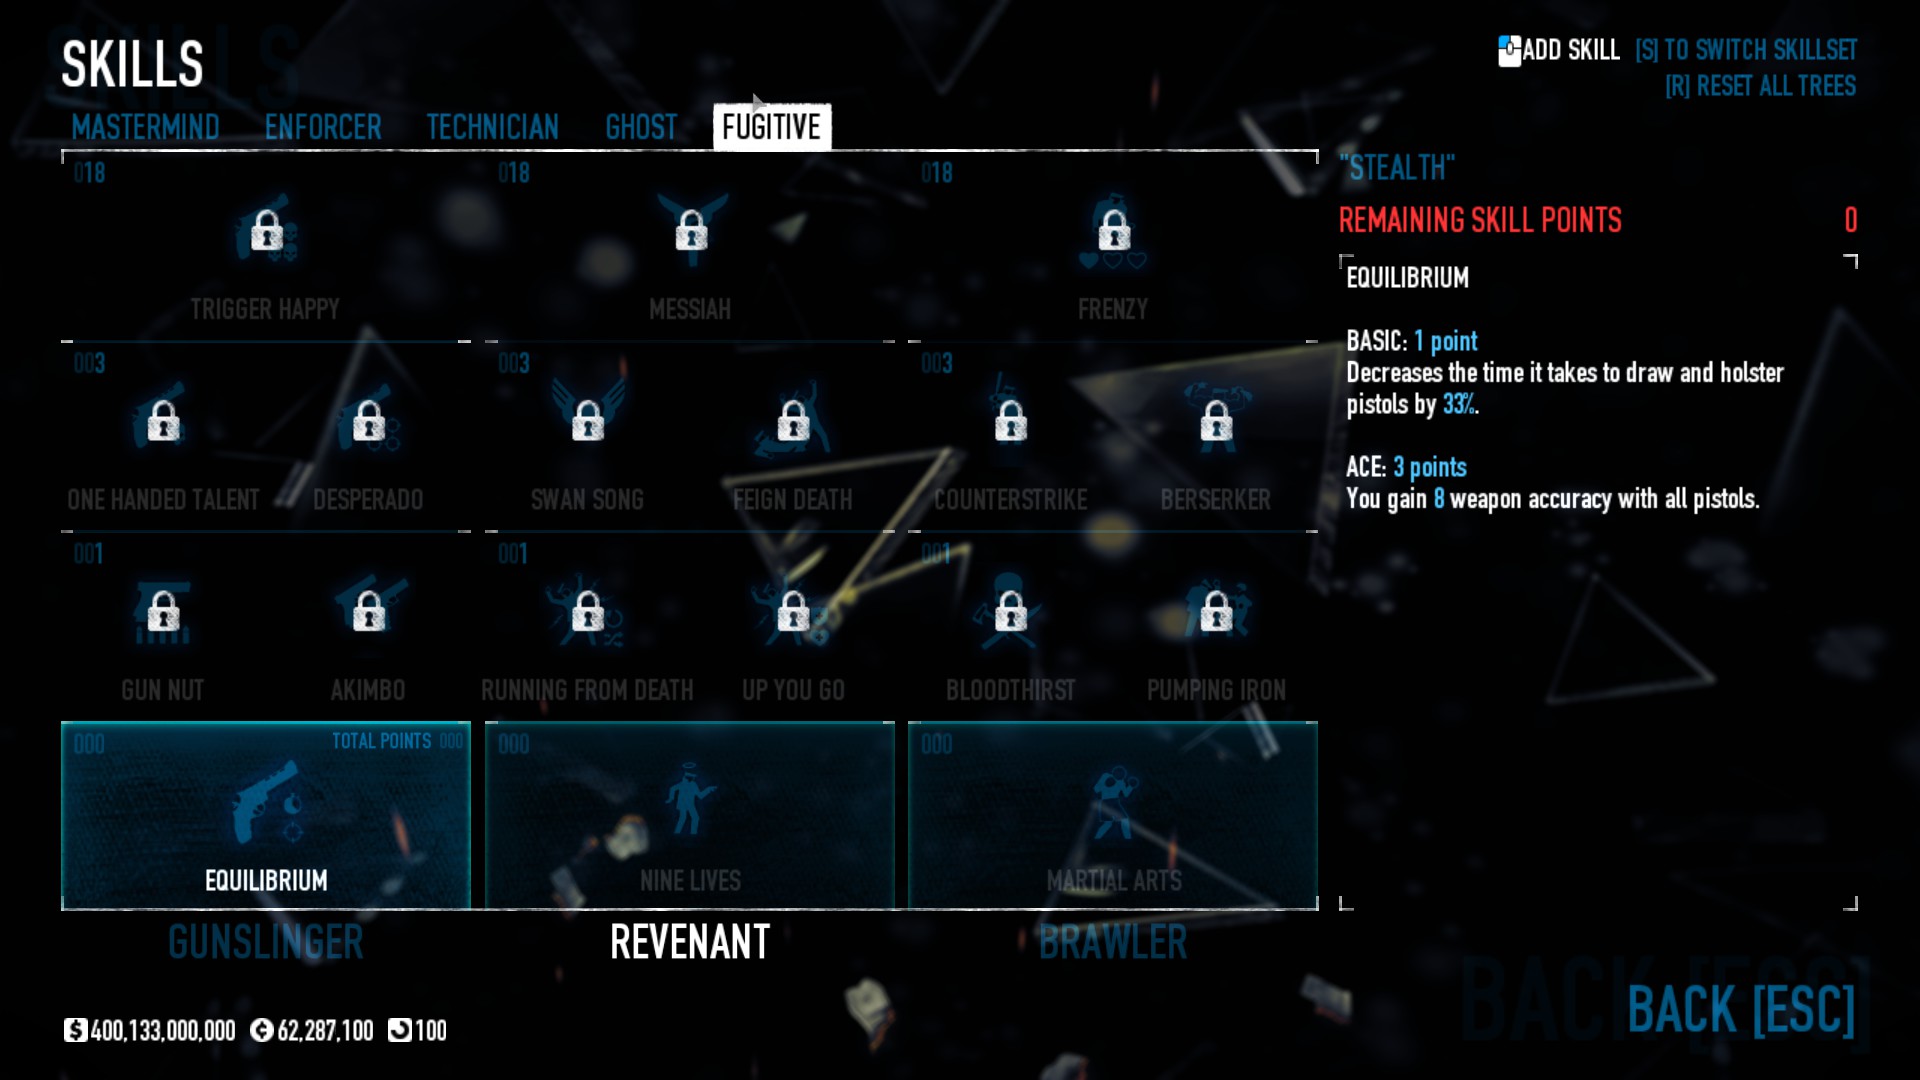 SKILLS
ADD SKILL [S] TO SWITCH SKILLSET
[R] RESET ALL TREES
MASTERMIND ENFORCER TECHNICIAN GHOST FUGITIVE
"STEALTH"
REMAINING SKILL POINTS 0
018 018 018
TRIGGER HAPPY MESSIAH FRENZY
003 003 003
ONE HANDED TALENT DESPERADO SWAN SONG FEIGN DEATH COUNTERSTRIKE BERSERKER
001 001 001
GUN NUT AKIMBO RUNNING FROM DEATH UP YOU GO BLOODTHIRST PUMPING IRON
000 TOTAL POINTS 000 000 000
EQUILIBRIUM NINE LIVES MARTIAL ARTS
GUNSLINGER REVENANT BRAWLER
EQUILIBRIUM
BASIC: 1 point
Decreases the time it takes to draw and holster
pistols by 33%.
ACE: 3 points
You gain 8 weapon accuracy with all pistols.
$ 400,133,000,000 62,287,100 100
BACK [ESC]